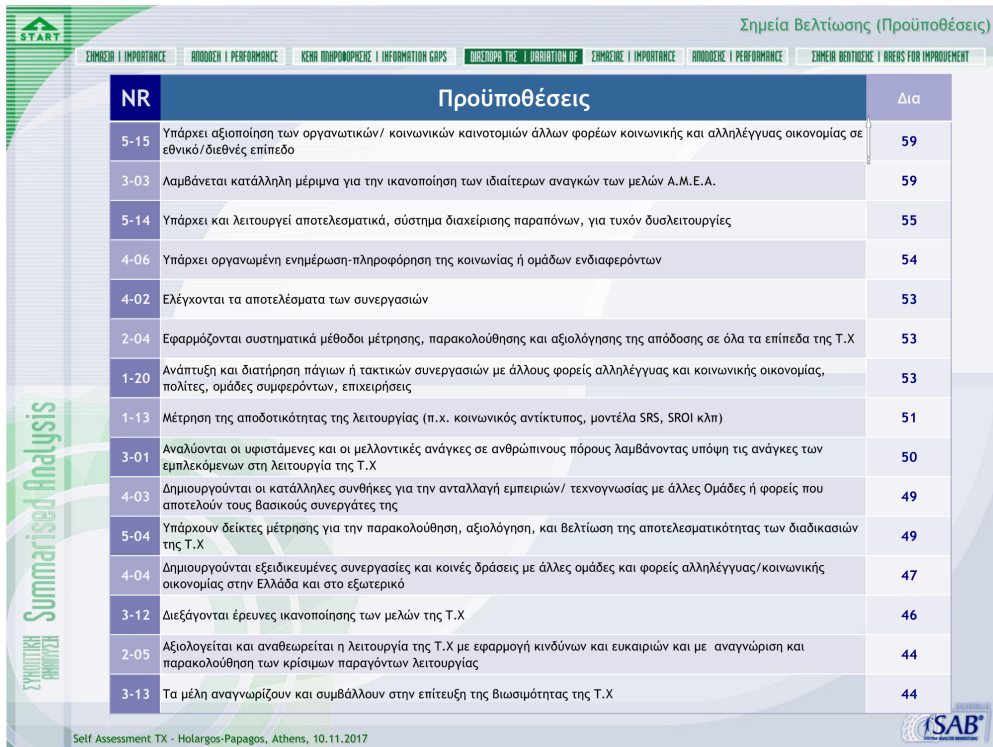 START
Σημεία Βελτίωσης (Προϋποθέσεις)
ΣΗΜΑΣΙΑ Ι IMPORTANCE
ΑΠΟΔΟΣΗ Ι PERFORMANCE
ΚΕΝΑ ΠΛΗΡΟΦΟΡΗΣΗΣ Ι INFORMATION GAPS
ΔΙΑΣΠΟΡΑ ΤΗΣ Ι VARIATION OF
ΣΗΜΑΣΙΑΣ Ι IMPORTANCE
ΑΠΟΔΟΣΗΣ Ι PERFORMANCE
ΣΗΜΕΙΑ ΒΕΛΤΙΩΣΗΣ Ι AREAS FOR IMPROVEMENT
NR Προϋποθέσεις Δια
5-15 Υπάρχει αξιοποίηση των οργανωτικών/ κοινωνικών καινοτομιών άλλων φορέων κοινωνικής και αλληλέγγυας οικονομίας σε
εθνικό/διεθνές επίπεδο 59
3-03 Λαμβάνεται κατάλληλη μέριμνα για την ικανοποίηση των ιδιαίτερων αναγκών των μελών Α.Μ.Ε.Α. 59
5-14 Υπάρχει και λειτουργεί αποτελεσματικά, σύστημα διαχείρισης παραπόνων, για τυχόν δυσλειτουργίες 55
4-06 Υπάρχει οργανωμένη ενημέρωση-πληροφόρηση της κοινωνίας ή ομάδων ενδιαφερόντων 54
4-02 Ελέγχονται τα αποτελέσματα των συνεργασιών 53
2-04 Εφαρμόζονται συστηματικά μέθοδοι μέτρησης, παρακολούθησης και αξιολόγησης της απόδοσης σε όλα τα επίπεδα της Τ.Χ 53
1-20 Ανάπτυξη και διατήρηση πάγιων ή τακτικών συνεργασιών με άλλους φορείς αλληλέγγυας και κοινωνικής οικονομίας,
πολίτες, ομάδες συμφερόντων, επιχειρήσεις 53
1-13 Μέτρηση της αποδοτικότητας της λειτουργίας (π.χ. κοινωνικός αντίκτυπος, μοντέλα SRS, SROI κλπ) 51
3-01 Αναλύονται οι υφιστάμενες και οι μελλοντικές ανάγκες σε ανθρώπινους πόρους λαμβάνοντας υπόψη τις ανάγκες των
εμπλεκόμενων στη λειτουργία της Τ.Χ 50
4-03 Δημιουργούνται οι κατάλληλες συνθήκες για την ανταλλαγή εμπειριών/ τεχνογνωσίας με άλλες Ομάδες ή φορείς που
αποτελούν τους βασικούς συνεργάτες της 49
5-04 Υπάρχουν δείκτες μέτρησης για την παρακολούθηση, αξιολόγηση, και βελτίωση της αποτελεσματικότητας των διαδικασιών
της Τ.Χ 49
4-04 Δημιουργούνται εξειδικευμένες συνεργασίες και κοινές δράσεις με άλλες ομάδες και φορείς αλληλέγγυας/κοινωνικής
οικονομίας στην Ελλάδα και στο εξωτερικό 47
3-12 Διεξάγονται έρευνες ικανοποίησης των μελών της Τ.Χ 46
2-05 Αξιολογείται και αναθεωρείται η λειτουργία της Τ.Χ με εφαρμογή κινδύνων και ευκαιριών και με αναγνώριση και
παρακολούθηση των κρίσιμων παραγόντων λειτουργίας 44
3-13 Τα μέλη αναγνωρίζουν και συμβάλλουν στην επίτευξη της βιωσιμότητας της Τ.Χ 44
ΣΥΝΟΠΤΙΚΗ
ΑΝΑΛΥΣΗ
Summarised Analysis
Self Assessment TX - Holargos-Papagos, Athens, 10.11.2017
SAB®